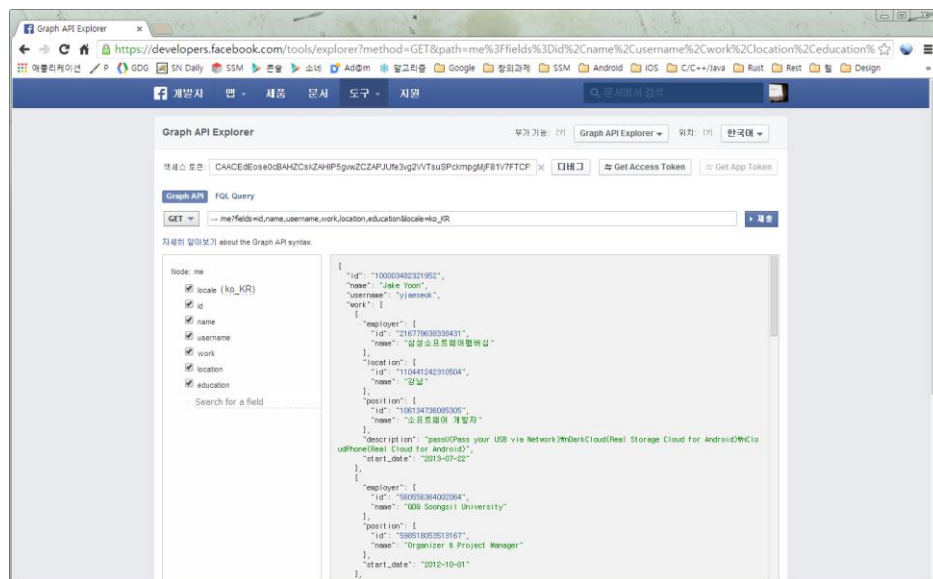 Graph API Explorer
https://developers.facebook.com/tools/explorer?method=GET&path=me%3Ffields%3Did%2Cname%2Cusername%2Cwork%2Clocation%2Ceducation%
애플리케이션 P GDG SN Daily SSM 존슐 소네 Ad@m 알고리즘 Google 창의과제 SSM Android iOS C/C++/Java Rust Rest 팀 Design »
개발자 앱 제품 문서 도구 지원 문서에서 검색
Graph API Explorer 부가 기능: [?] Graph API Explorer 위치: [?] 한국어
액세스 토큰: 디버그 Get Access Token Get App Token
Graph API FQL Query
GET → /me?fields=id,name,username,work,location,education&locale=ko_KR 제출
자세히 알아보기 about the Graph API syntax.
Node: me
locale (ko_KR)
id
name
username
work
location
education
Search for a field
{
"id": "100003482321952",
"name": "Jake Yoon",
"username": "yjaeseok",
"work": [
{
"employer": {
"id": "216779638338431",
"name": "삼성소프트웨어멤버십"
},
"location": {
"id": "110441242310504",
"name": "강남"
},
"position": {
"id": "106134736085305",
"name": "소프트웨어 개발자"
},
"description": "passU(Pass your USB via Network)₩nDarkCloud(Real Storage Cloud for Android)₩nClo
udPhone(Real Cloud for Android)",
"start_date": "2013-07-22"
},
{
"employer": {
"id": "560556364002064",
"name": "GDG Soongsil University"
},
"position": {
"id": "598518053513167",
"name": "Organizer & Project Manager"
},
"start_date": "2012-10-01"
},